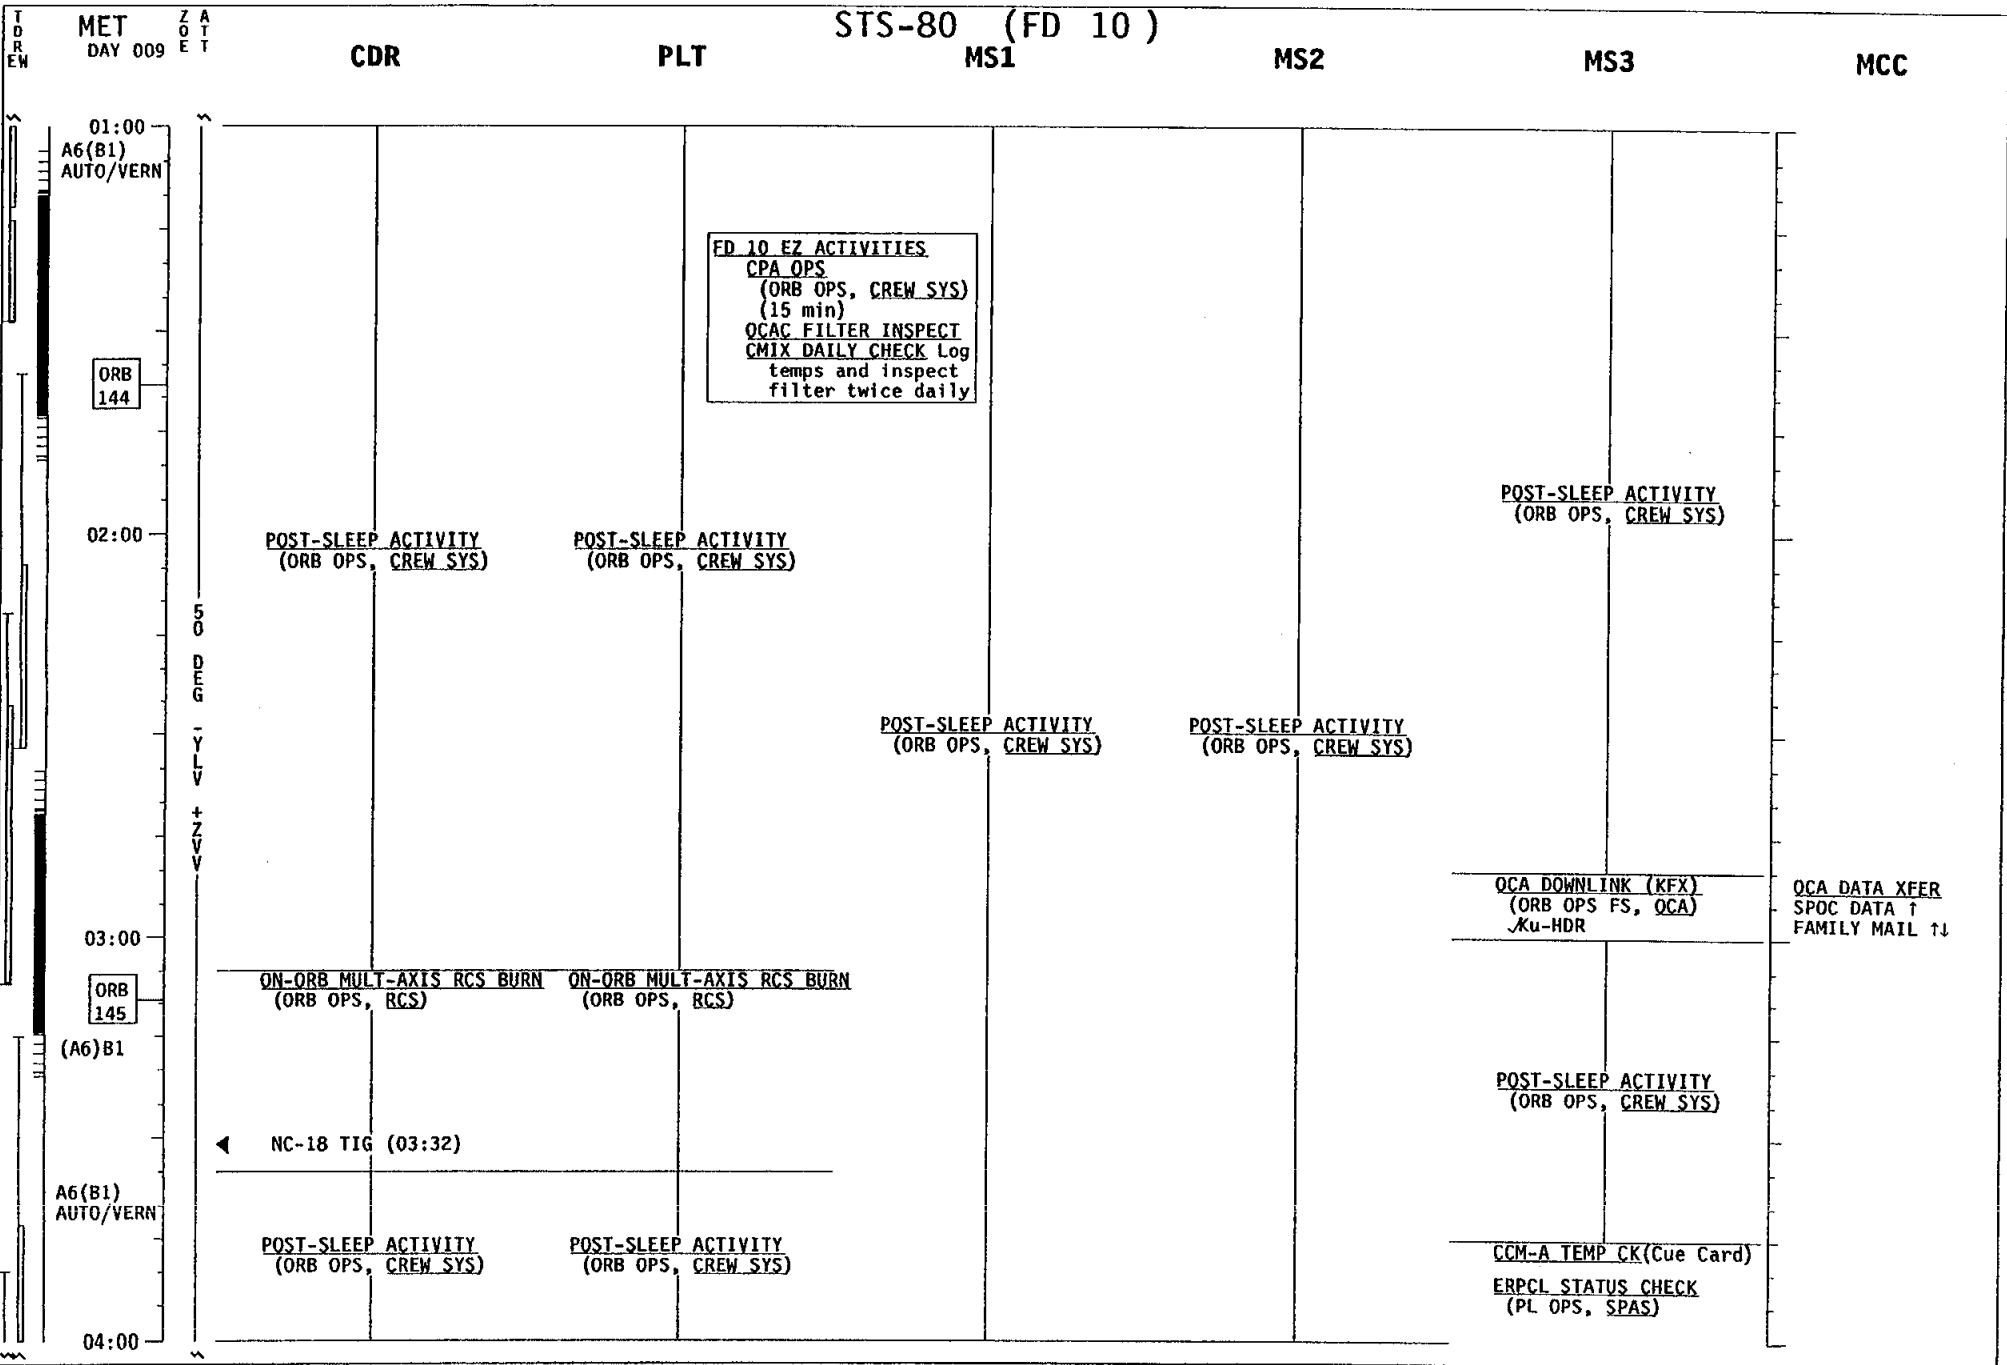 STS-80 (FD 10)
TDR
EW
MET
DAY 009
ZOE
ATT
CDR
PLT
MS1
MS2
MS3
MCC
01:00
A6(B1)
AUTO/VERN
FD 10 EZ ACTIVITIES
CPA OPS
(ORB OPS, CREW SYS)
(15 min)
OCAC FILTER INSPECT
CMIX DAILY CHECK Log
temps and inspect
filter twice daily
ORB
144
POST-SLEEP ACTIVITY
(ORB OPS, CREW SYS)
02:00
POST-SLEEP ACTIVITY
(ORB OPS, CREW SYS)
POST-SLEEP ACTIVITY
(ORB OPS, CREW SYS)
50 DEG -YLV +ZVV
POST-SLEEP ACTIVITY
(ORB OPS, CREW SYS)
POST-SLEEP ACTIVITY
(ORB OPS, CREW SYS)
OCA DOWNLINK (KFX)
(ORB OPS FS, OCA)
√Ku-HDR
OCA DATA XFER
SPOC DATA ↑
FAMILY MAIL ↑↓
03:00
ON-ORB MULT-AXIS RCS BURN
(ORB OPS, RCS)
ON-ORB MULT-AXIS RCS BURN
(ORB OPS, RCS)
ORB
145
(A6)B1
POST-SLEEP ACTIVITY
(ORB OPS, CREW SYS)
NC-18 TIG (03:32)
A6(B1)
AUTO/VERN
POST-SLEEP ACTIVITY
(ORB OPS, CREW SYS)
POST-SLEEP ACTIVITY
(ORB OPS, CREW SYS)
CCM-A TEMP CK(Cue Card)
ERPCL STATUS CHECK
(PL OPS, SPAS)
04:00